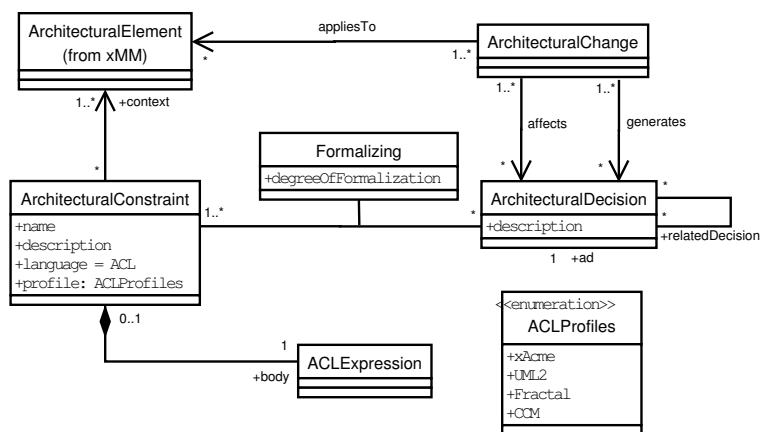 ArchitecturalElement
(from xMM)
appliesTo
*
1..*
ArchitecturalChange
1..*
+context
1..*
1..*
affects
generates
*
*
*
Formalizing
+degreeOfFormalization
ArchitecturalConstraint
+name
+description
+language = ACL
+profile: ACLProfiles
1..*
*
ArchitecturalDecision
+description
*
*
+relatedDecision
1 +ad
0..1
1
+body
ACLExpression
<<enumeration>>
ACLProfiles
+xAcme
+UML2
+Fractal
+CCM